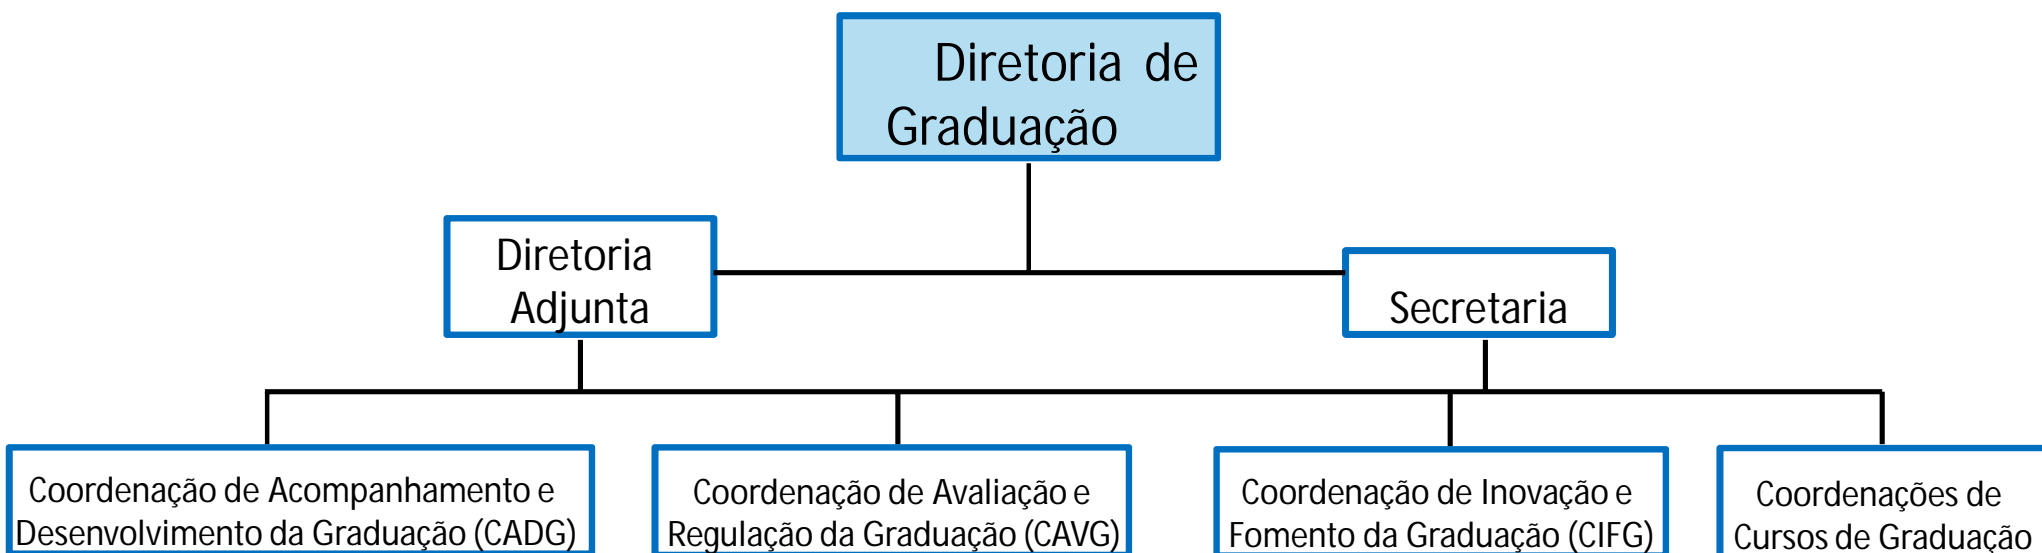 Diretoria de
Graduação
Diretoria
Adjunta
Secretaria
Coordenação de Acompanhamento e
Desenvolvimento da Graduação (CADG)
Coordenação de Avaliação e
Regulação da Graduação (CAVG)
Coordenação de Inovação e
Fomento da Graduação (CIFG)
Coordenações de
Cursos de Graduação